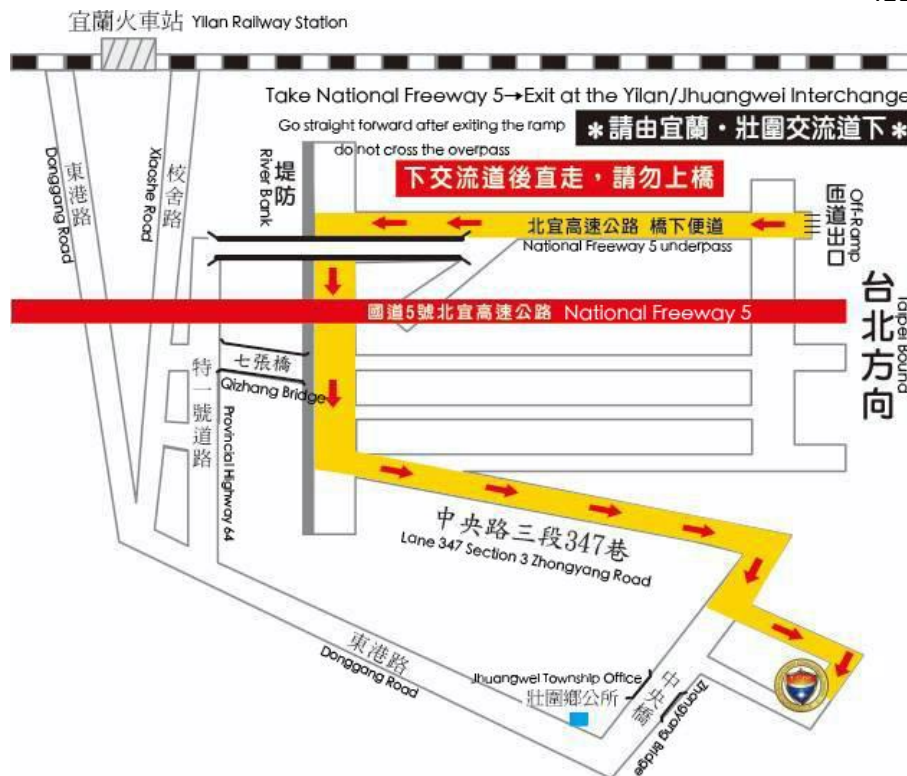 宜蘭火車站 Yilan Railway Station
Take National Freeway 5→Exit at the Yilan/Jhuangwei Interchange
Go straight forward after exiting the ramp
do not cross the overpass
＊請由宜蘭・壯圍交流道下＊
下交流道後直走，請勿上橋
東港路
Donggang Road
校舍路
Xiaoshe Road
堤防
River Bank
北宜高速公路 橋下便道
National Freeway 5 underpass
匝道出口
Off-Ramp
台北方向
Taipei Bound
國道5號北宜高速公路 National Freeway 5
七張橋
Qizhang Bridge
特一號道路
Provincial Highway 64
中央路三段347巷
Lane 347 Section 3 Zhongyang Road
東港路
Donggang Road
Jhuangwei Township Office
壯圍鄉公所
中央橋
Zhangyang Bridge